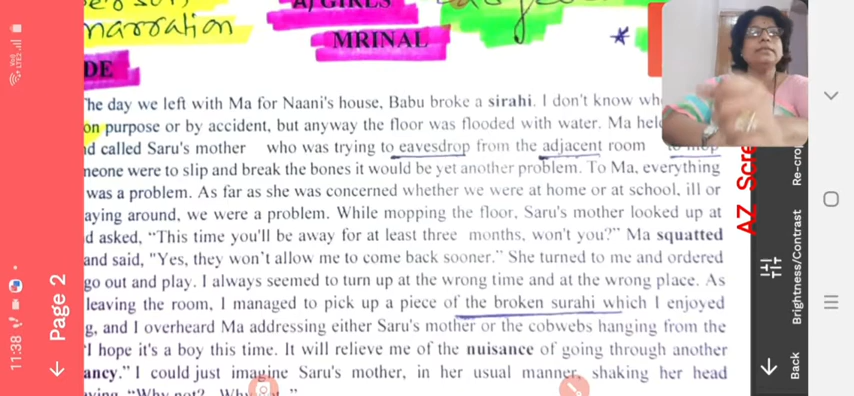 narration
A) GIRLS
MRINAL
DE
The day we left with Ma for Naani's house, Babu broke a sirahi. I don't know
on purpose or by accident, but anyway the floor was flooded with water. Ma
called Saru's mother who was trying to eavesdrop from the adjacent room to mop
were to slip and break the bones it would be yet another problem. To Ma, everything
was a problem. As far as she was concerned whether we were at home or at school, ill or
around, we were a problem. While mopping the floor, Saru's mother looked up at
asked, “This time you'll be away for at least three months, won't you?” Ma squatted
and said, "Yes, they won’t allow me to come back sooner.” She turned to me and ordered
go out and play. I always seemed to turn up at the wrong time and at the wrong place. As
leaving the room, I managed to pick up a piece of the broken surahi which I enjoyed
and I overheard Ma addressing either Saru's mother or the cobwebs hanging from the
I hope it's a boy this time. It will relieve me of the nuisance of going through another
I could just imagine Saru's mother, in her usual manner, shaking her head
“Why not?
11:38
LTE2
← Page 2
AZ Scre
Re-cro
Brightness/Contrast
Back